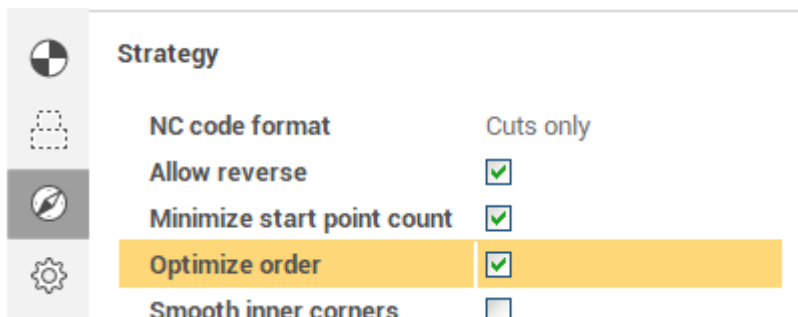 Strategy
NC code format Cuts only
Allow reverse
Minimize start point count
Optimize order
Smooth inner corners